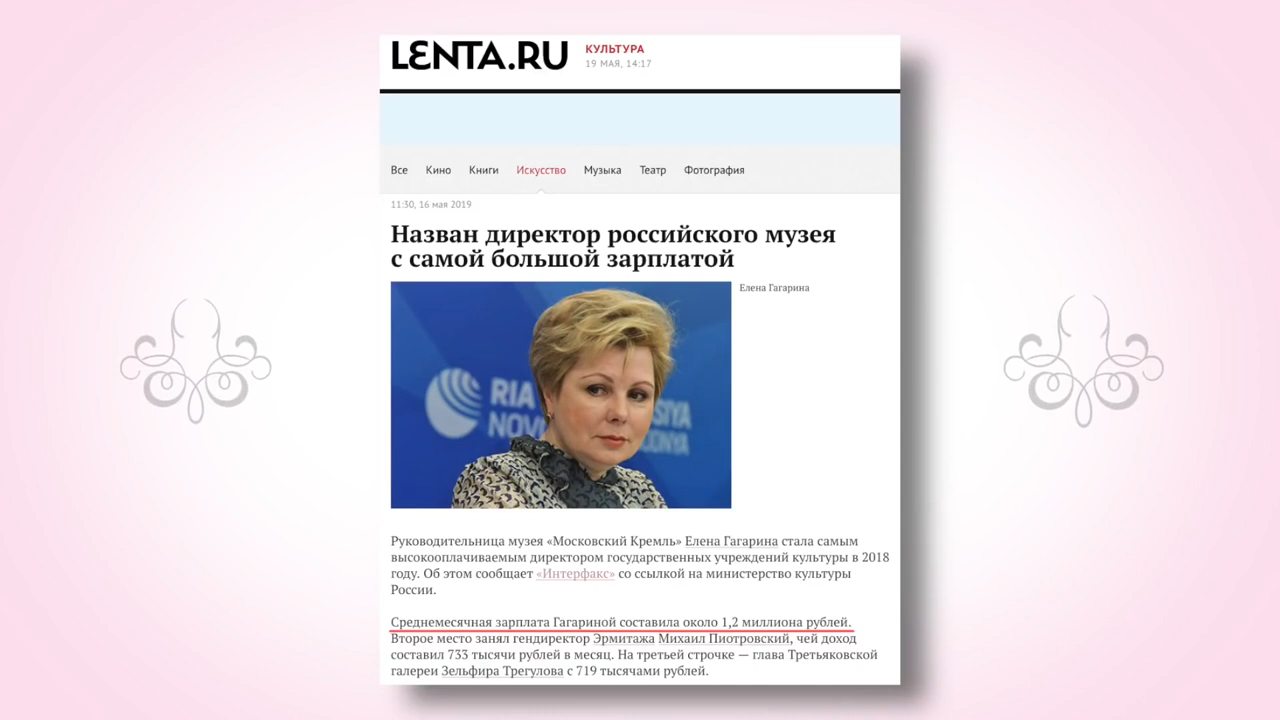 LENTA.RU
КУЛЬТУРА
19 МАЯ, 14:17
Все Кино Книги Искусство Музыка Театр Фотография
11:30, 16 мая 2019
Назван директор российского музея
с самой большой зарплатой
Елена Гагарина
RIA
NOV
Руководительница музея «Московский Кремль» Елена Гагарина стала самым
высокооплачиваемым директором государственных учреждений культуры в 2018
году. Об этом сообщает «Интерфакс» со ссылкой на министерство культуры
России.
Среднемесячная зарплата Гагариной составила около 1,2 миллиона рублей.
Второе место занял гендиректор Эрмитажа Михаил Пиотровский, чей доход
составил 733 тысячи рублей в месяц. На третьей строчке — глава Третьяковской
галереи Зельфира Трегулова с 719 тысячами рублей.